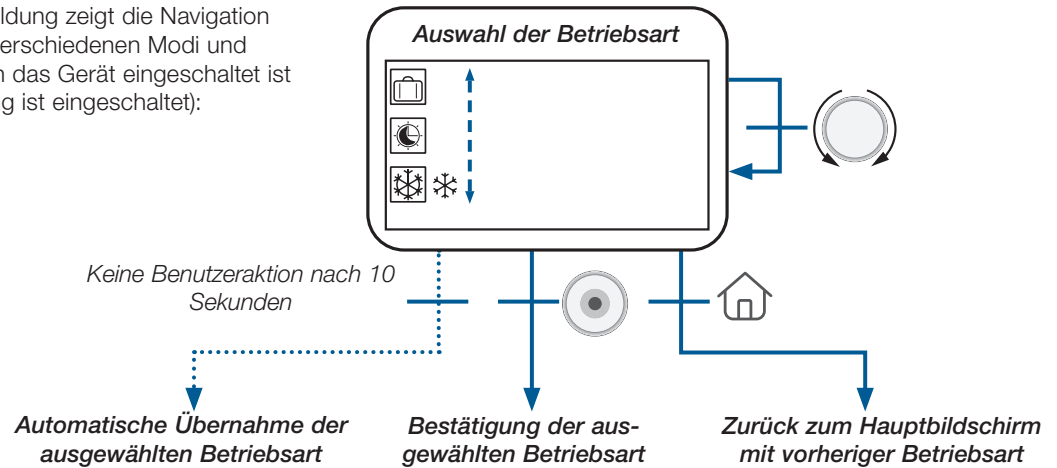 ldung zeigt die Navigation
erschiedenen Modi und
das Gerät eingeschaltet ist
g ist eingeschaltet):
Auswahl der Betriebsart
Keine Benutzeraktion nach 10
Sekunden
Automatische Übernahme der
ausgewählten Betriebsart
Bestätigung der aus-
gewählten Betriebsart
Zurück zum Hauptbildschirm
mit vorheriger Betriebsart